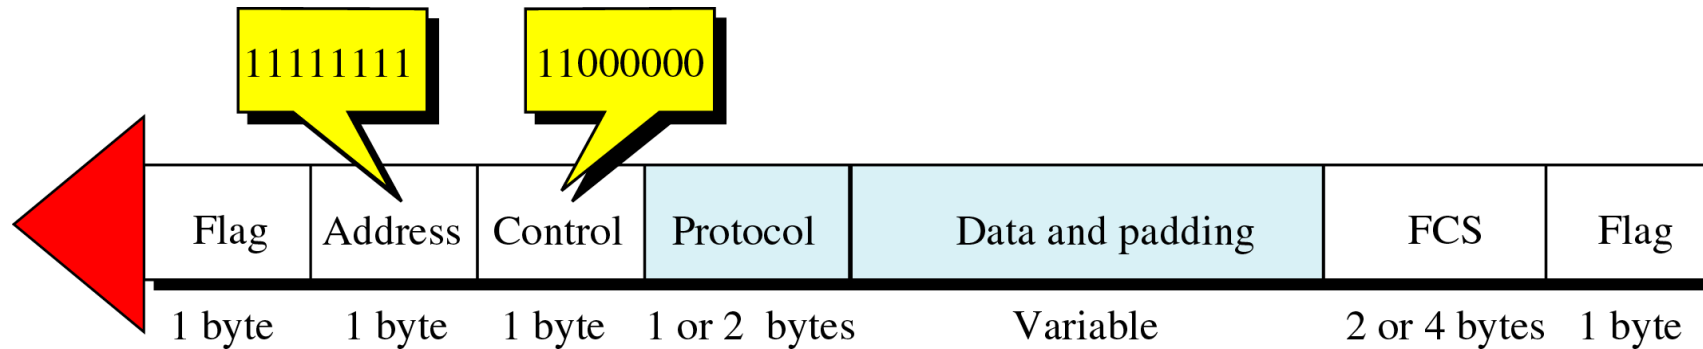 11111111 11000000
Flag Address Control Protocol Data and padding FCS Flag
1 byte 1 byte 1 byte 1 or 2 bytes Variable 2 or 4 bytes 1 byte